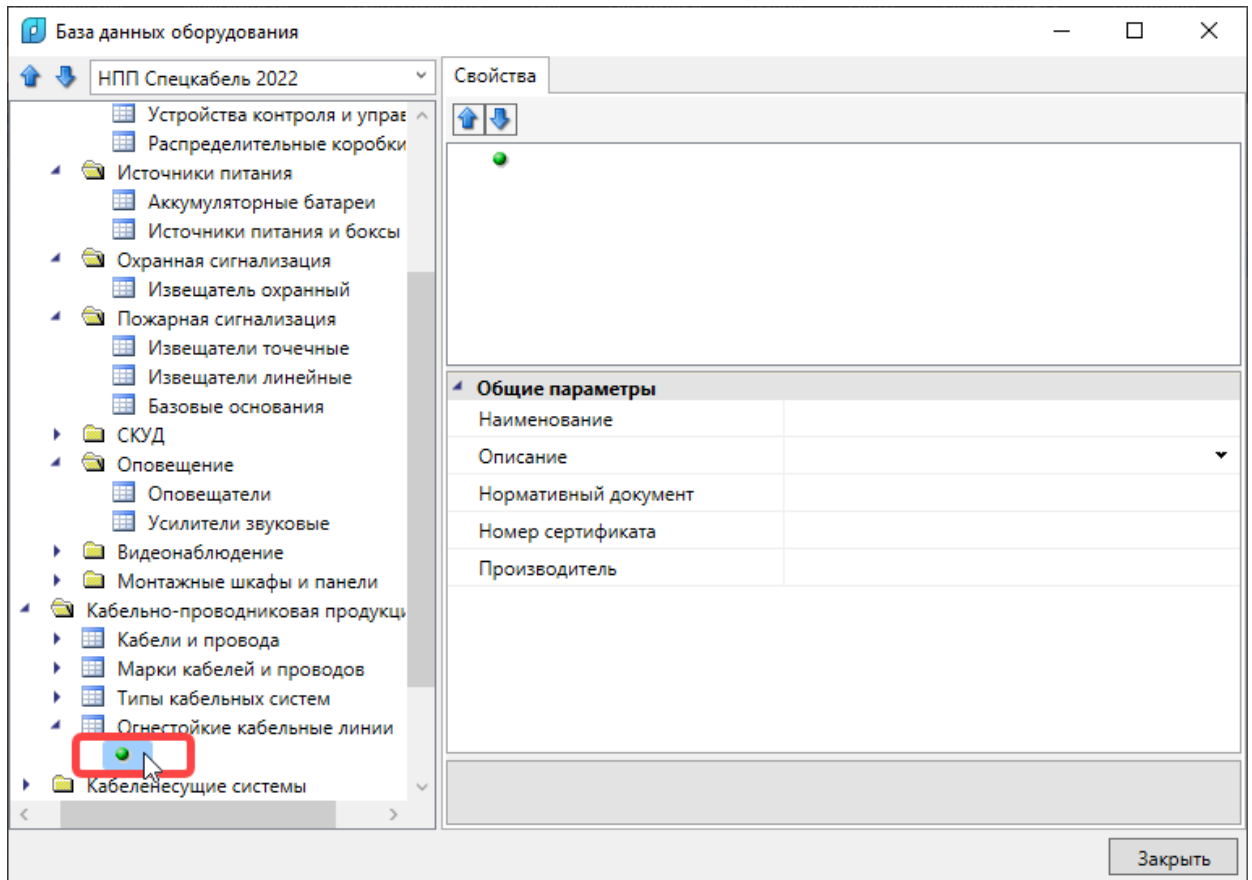 База данных оборудования
НПП Спецкабель 2022
Устройства контроля и управ
Распределительные коробки
Источники питания
Аккумуляторные батареи
Источники питания и боксы
Охранная сигнализация
Извещатель охранный
Пожарная сигнализация
Извещатели точечные
Извещатели линейные
Базовые основания
СКУД
Оповещение
Оповещатели
Усилители звуковые
Видеонаблюдение
Монтажные шкафы и панели
Кабельно-проводниковая продукци
Кабели и провода
Марки кабелей и проводов
Типы кабельных систем
Огнестойкие кабельные линии
Кабеленесущие системы
Свойства
Общие параметры
Наименование
Описание
Нормативный документ
Номер сертификата
Производитель
Закрыть